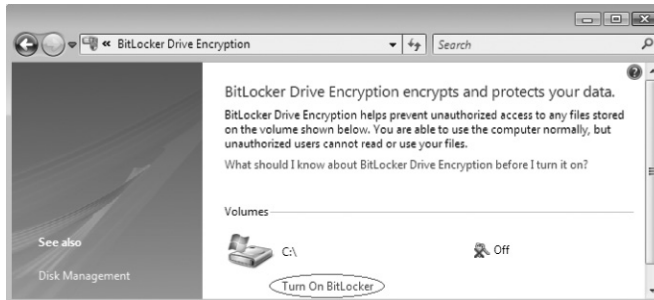 « BitLocker Drive Encryption
Search
BitLocker Drive Encryption encrypts and protects your data.
BitLocker Drive Encryption helps prevent unauthorized access to any files stored
on the volume shown below. You are able to use the computer normally, but
unauthorized users cannot read or use your files.
What should I know about BitLocker Drive Encryption before I turn it on?
Volumes
See also
C:\
Off
Disk Management
Turn On BitLocker